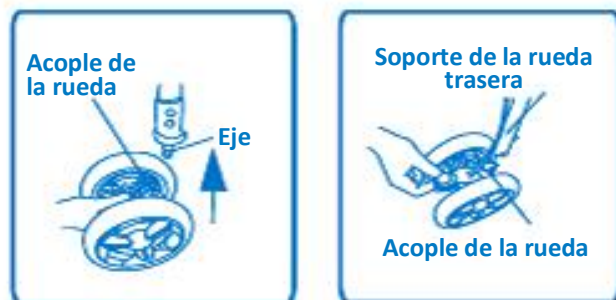 Acople de
la rueda
Eje
Soporte de la rueda
trasera
Acople de la rueda